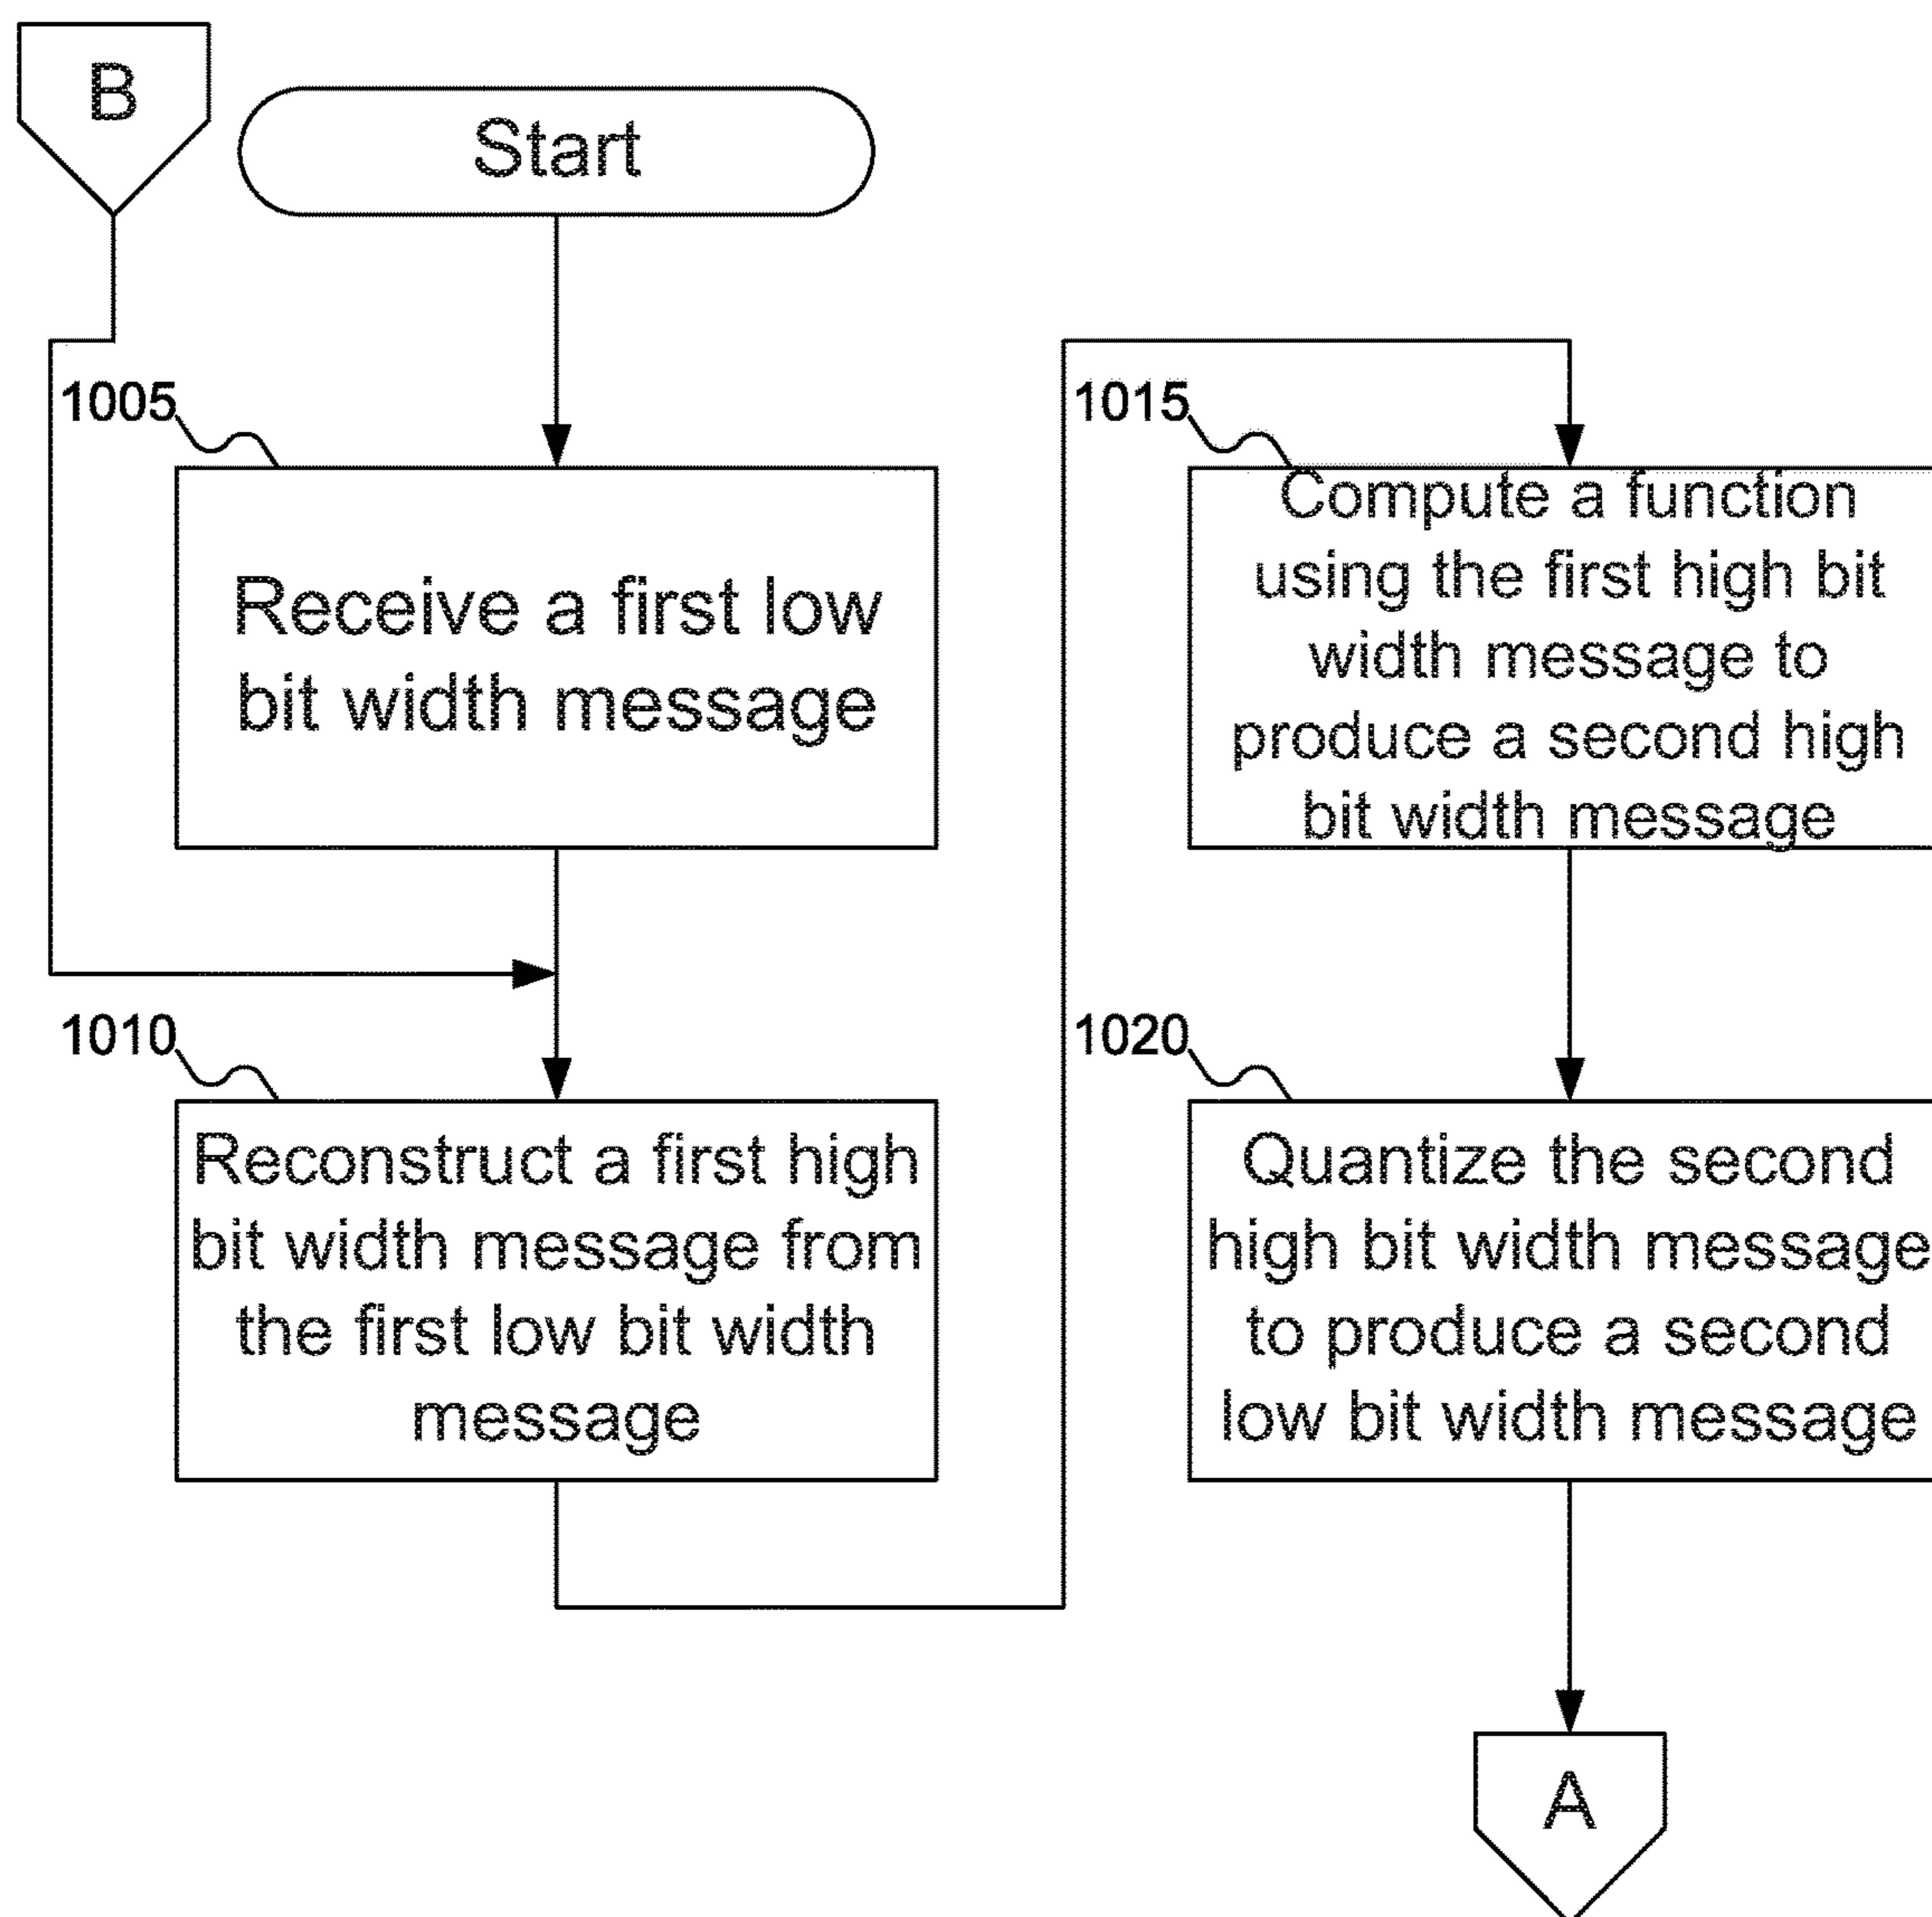 B
Start
1005
Receive a first low
bit width message
1010
Reconstruct a first high
bit width message from
the first low bit width
message
1015
Compute a function
using the first high bit
width message to
produce a second high
bit width message
1020
Quantize the second
high bit width message
to produce a second
low bit width message
A